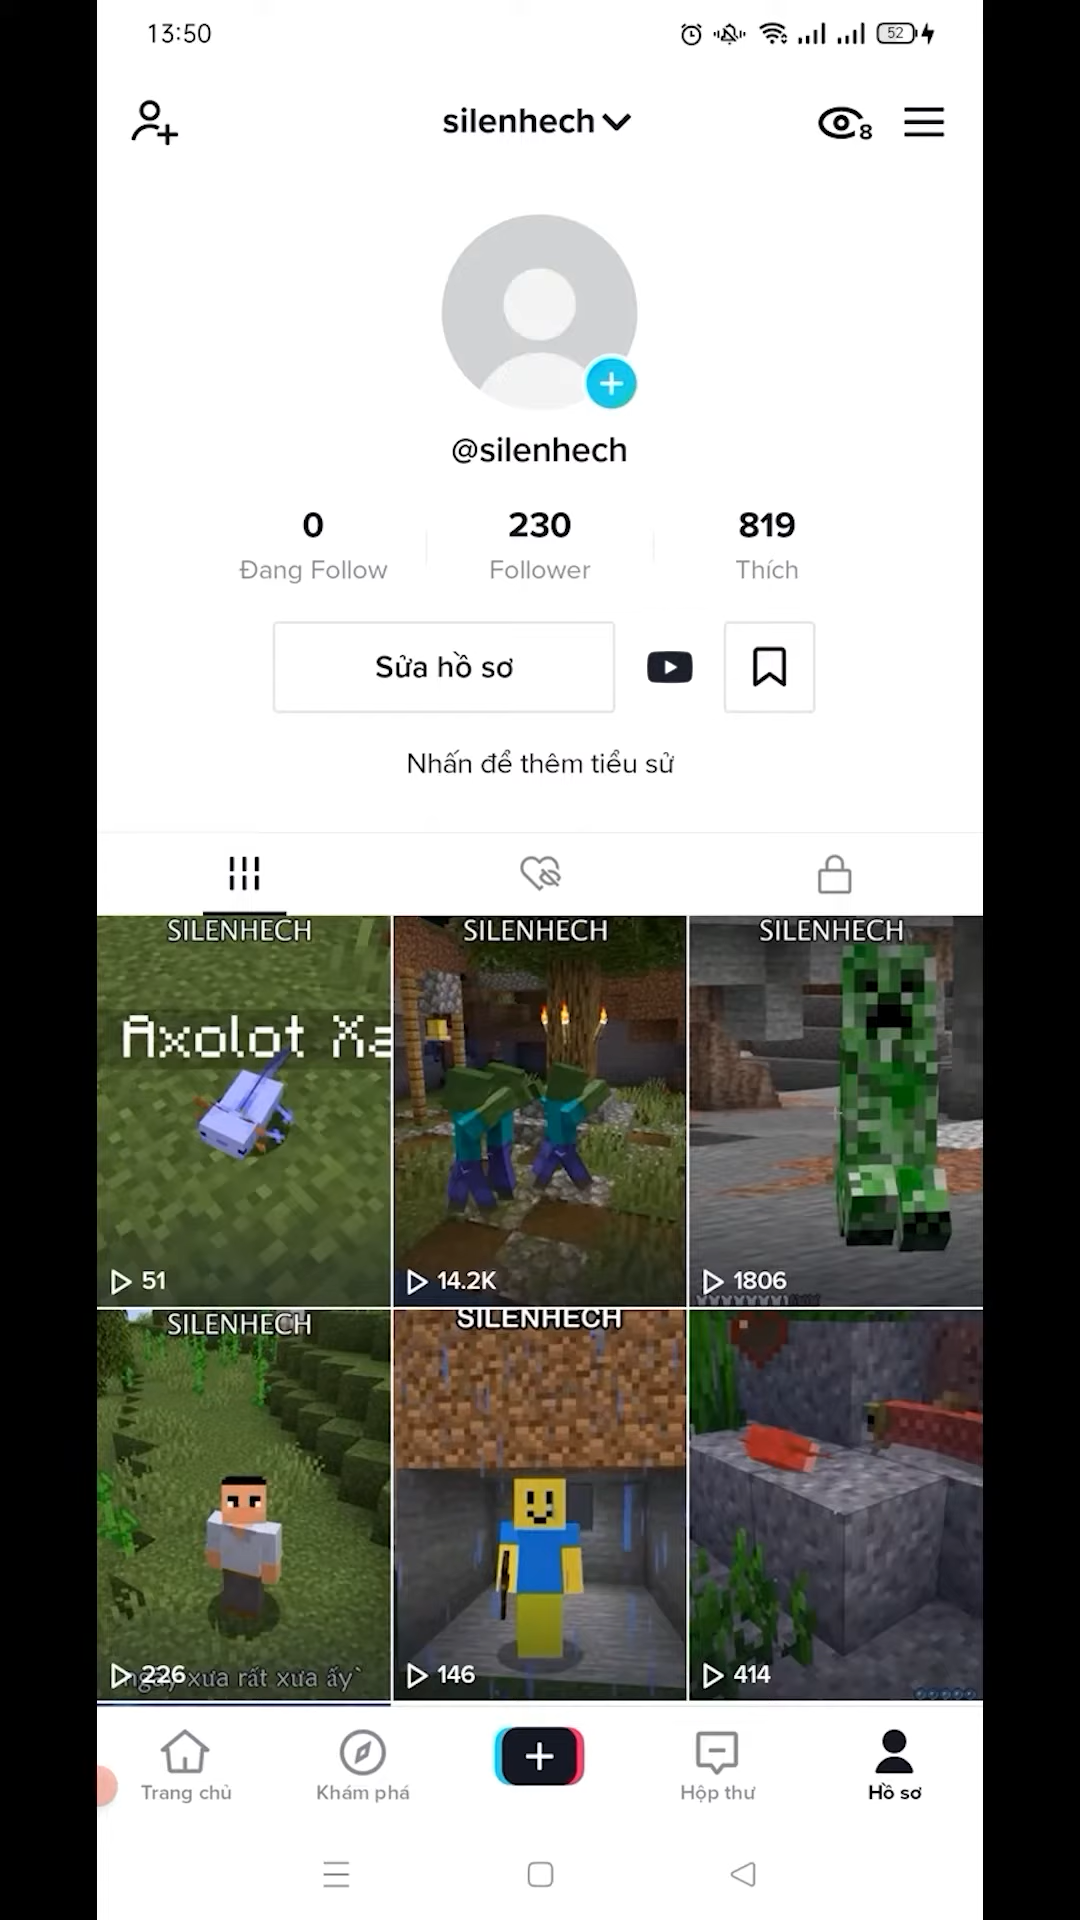 13:50
52
silenhech
8
@silenhech
0
230
819
Đang Follow
Follower
Thích
Sửa hồ sơ
Nhấn để thêm tiểu sử
SILENHECH
SILENHECH
SILENHECH
Axolot Xa
51
14.2K
1806
SILENHECH
SILENHECH
226
ngày xưa rất xưa ấy`
146
414
Trang chủ
Khám phá
Hộp thư
Hồ sơ